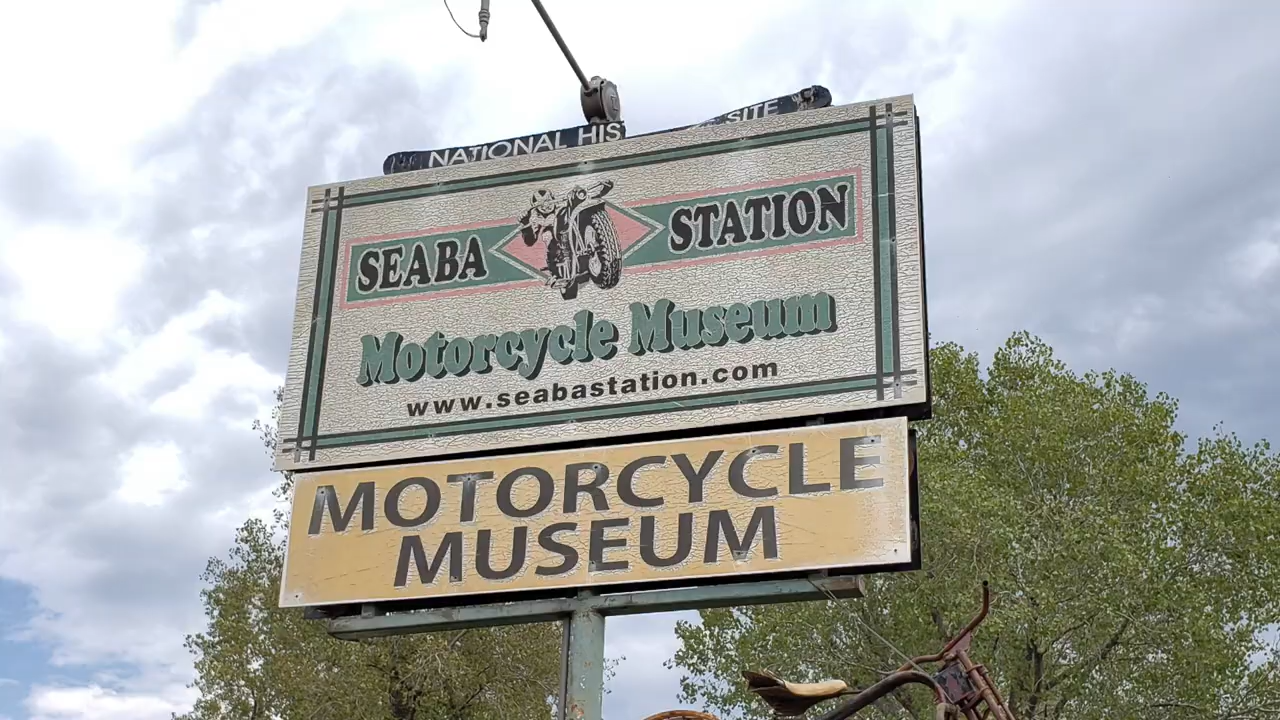 NATIONAL HIS SITE
SEABA STATION
Motorcycle Museum
www.seabastation.com
MOTORCYCLE
MUSEUM